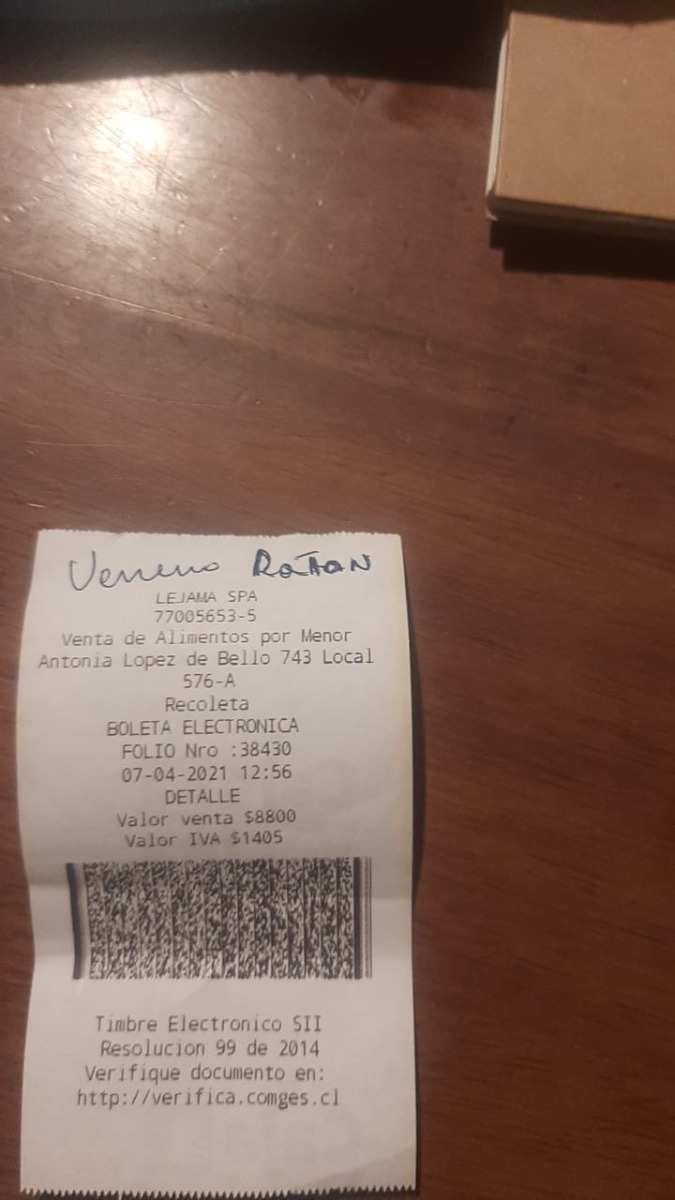 Veneno Ratón
LEJAMA SPA
77005653-5
Venta de Alimentos por Menor
Antonia Lopez de Bello 743 Local
576-A
Recoleta
BOLETA ELECTRONICA
FOLIO Nro :38430
07-04-2021 12:56
DETALLE
Valor venta $8800
Valor IVA $1405
Timbre Electronico SII
Resolucion 99 de 2014
Verifique documento en:
http://verifica.comges.cl